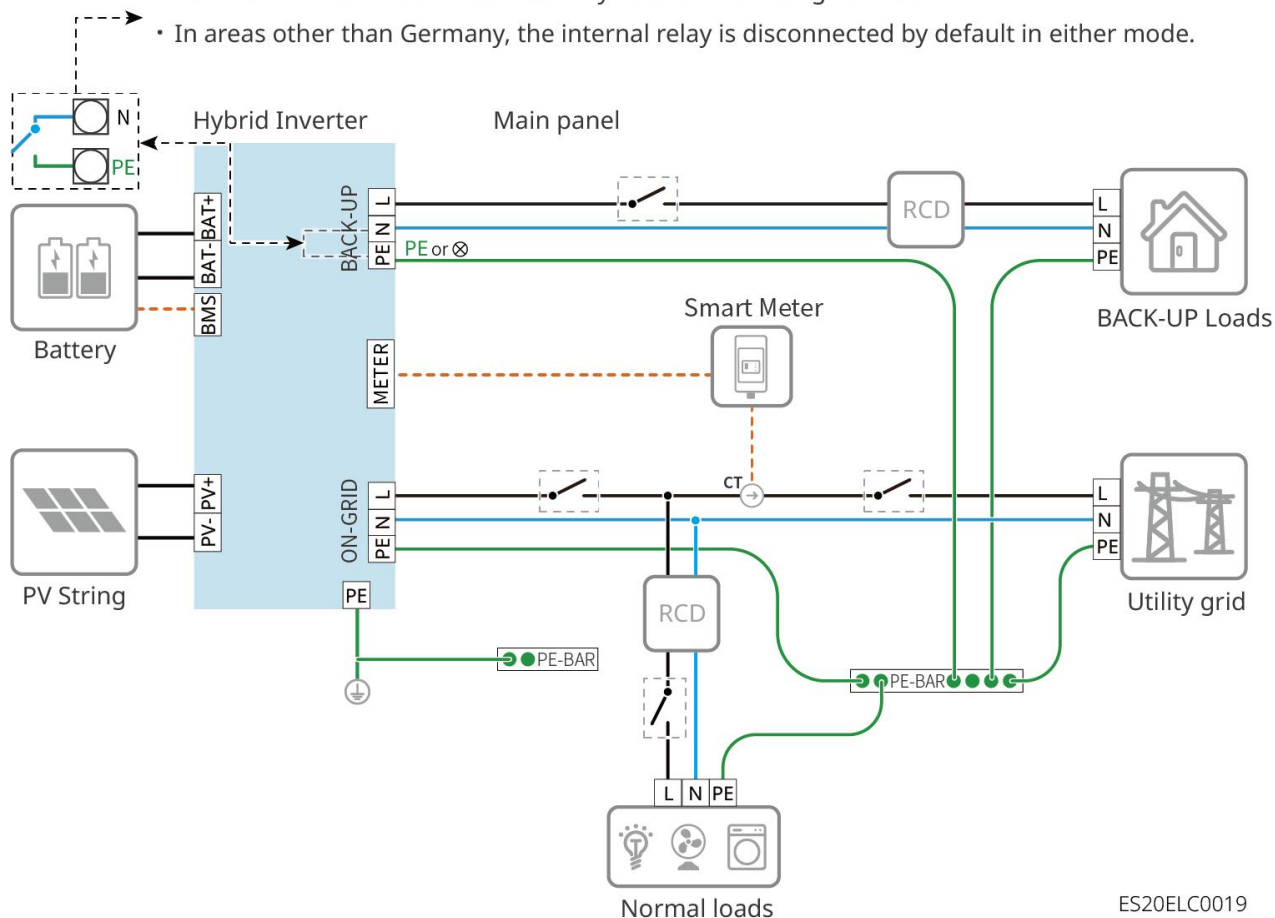 • In areas other than Germany, the internal relay is disconnected by default in either mode.
N
PE
Hybrid Inverter
Main panel
BAT+
BAT-
BMS
Battery
BACK-UP
L
N
PE
PE or ⊗
RCD
L
N
PE
BACK-UP Loads
Smart Meter
METER
PV+
PV-
PV String
ON-GRID
L
N
PE
CT
L
N
PE
Utility grid
PE
RCD
PE-BAR
PE-BAR
L N PE
Normal loads
ES20ELC0019